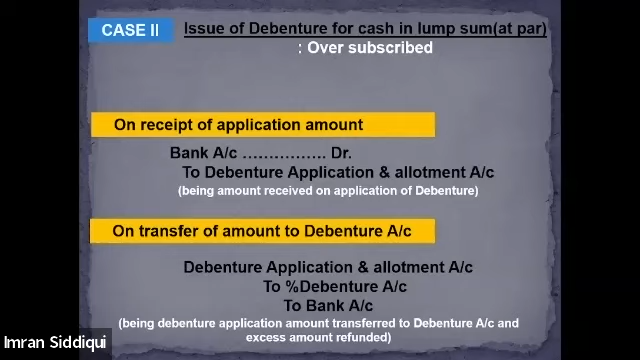 CASE II
Issue of Debenture for cash in lump sum(at par)
: Over subscribed
On receipt of application amount
Bank A/c ................ Dr.
To Debenture Application & allotment A/c
(being amount received on application of Debenture)
On transfer of amount to Debenture A/c
Debenture Application & allotment A/c
To %Debenture A/c
To Bank A/c
(being debenture application amount transferred to Debenture A/c and
excess amount refunded)
Imran Siddiqui